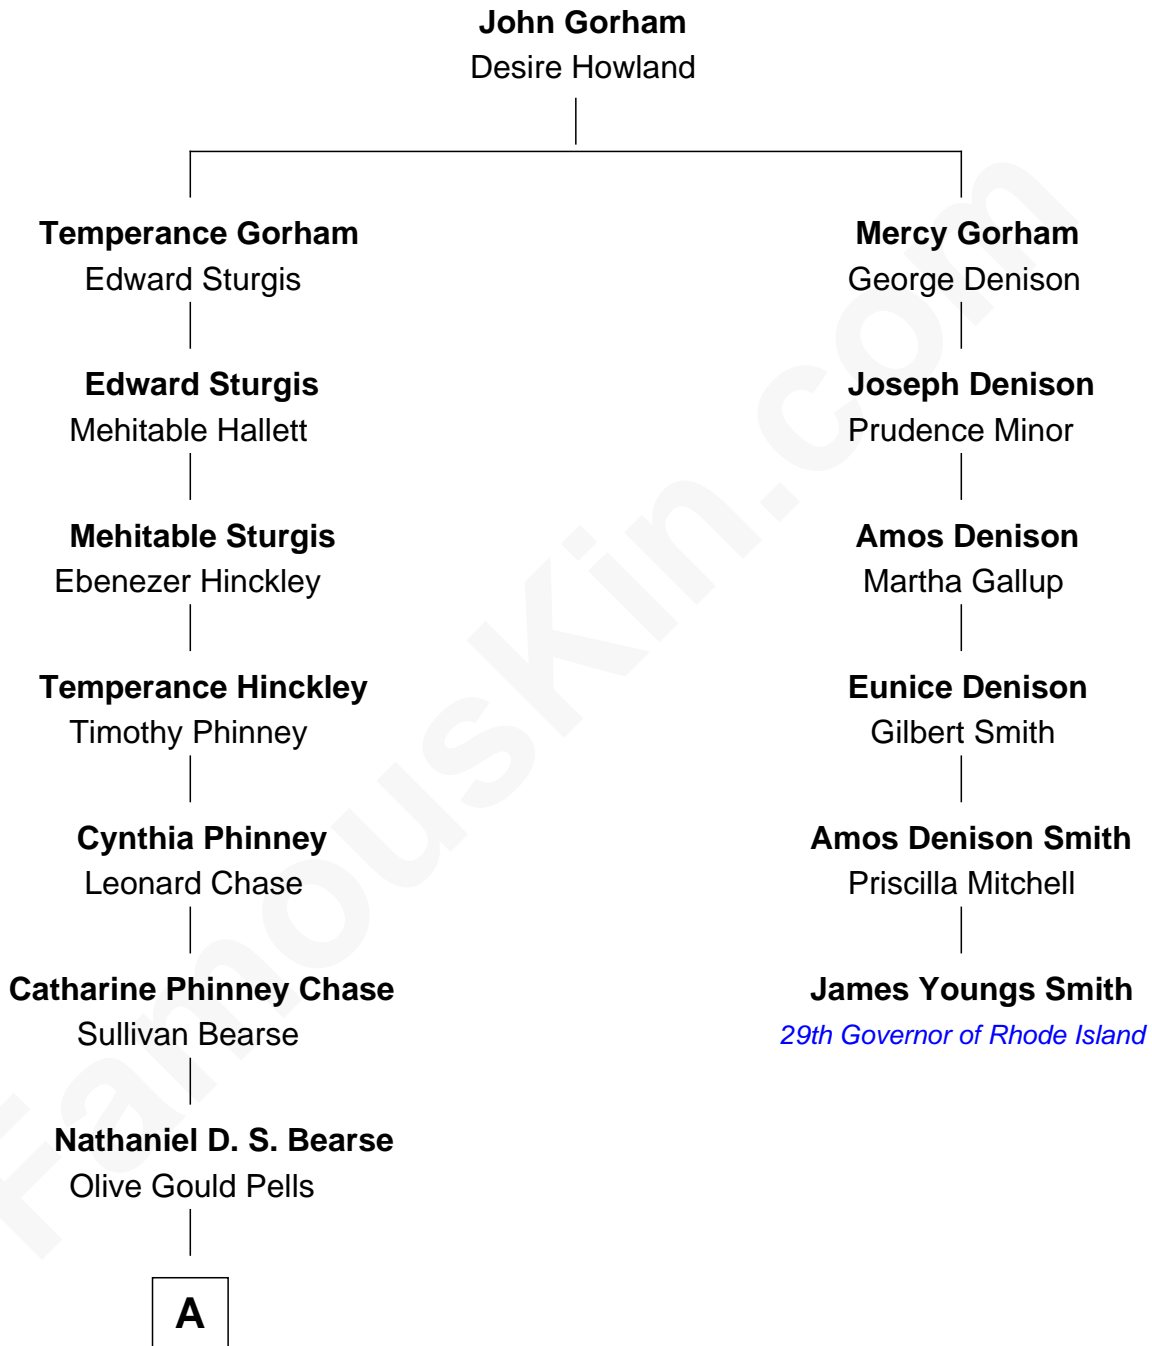 John Gorham
Desire Howland
Temperance Gorham
Edward Sturgis
Mercy Gorham
George Denison
Edward Sturgis
Mehitable Hallett
Joseph Denison
Prudence Minor
Mehitable Sturgis
Ebenezer Hinckley
Amos Denison
Martha Gallup
Temperance Hinckley
Timothy Phinney
Eunice Denison
Gilbert Smith
Cynthia Phinney
Leonard Chase
Amos Denison Smith
Priscilla Mitchell
Catharine Phinney Chase
Sullivan Bearse
James Youngs Smith
29th Governor of Rhode Island
Nathaniel D. S. Bearse
Olive Gould Pells
A
FamousKin.com